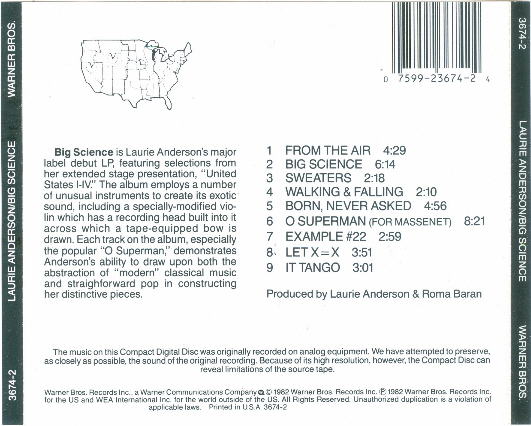 WARNER BROS.
LAURIE ANDERSON/BIG SCIENCE
3674-2
0 7599-23674-2 4
Big Science is Laurie Anderson's major
label debut LP, featuring selections from
her extended stage presentation, "United
States I-IV." The album employs a number
of unusual instruments to create its exotic
sound, including a specially-modified vio-
lin which has a recording head built into it
across which a tape-equipped bow is
drawn. Each track on the album, especially
the popular "O Superman," demonstrates
Anderson's ability to draw upon both the
abstraction of "modern" classical music
and straighforward pop in constructing
her distinctive pieces.
1 FROM THE AIR 4:29
2 BIG SCIENCE 6:14
3 SWEATERS 2:18
4 WALKING & FALLING 2:10
5 BORN, NEVER ASKED 4:56
6 O SUPERMAN (FOR MASSENET) 8:21
7 EXAMPLE #22 2:59
8 LET X=X 3:51
9 IT TANGO 3:01
Produced by Laurie Anderson & Roma Baran
The music on this Compact Digital Disc was originally recorded on analog equipment. We have attempted to preserve,
as closely as possible, the sound of the original recording. Because of its high resolution, however, the Compact Disc can
reveal limitations of the source tape.
Warner Bros. Records Inc., a Warner Communications Company © 1982 Warner Bros. Records Inc. ℗ 1982 Warner Bros. Records Inc.
for the US and WEA International Inc. for the world outside of the US. All Rights Reserved. Unauthorized duplication is a violation of
applicable laws. Printed in U.S.A. 3674-2
3674-2
LAURIE ANDERSON/BIG SCIENCE
WARNER BROS.